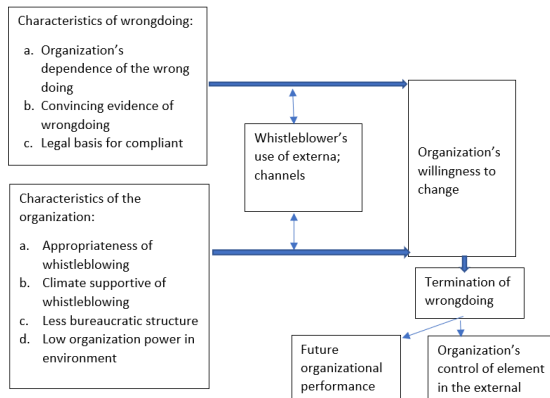 Characteristics of wrongdoing:
a. Organization's
dependence of the wrong
doing
b. Convincing evidence of
wrongdoing
c. Legal basis for compliant
Whistleblower's
use of externa;
channels
Organization's
willingness to
change
Characteristics of the
organization:
a. Appropriateness of
whistleblowing
b. Climate supportive of
whistleblowing
c. Less bureaucratic structure
d. Low organization power in
environment
Termination of
wrongdoing
Future
organizational
performance
Organization's
control of element
in the external